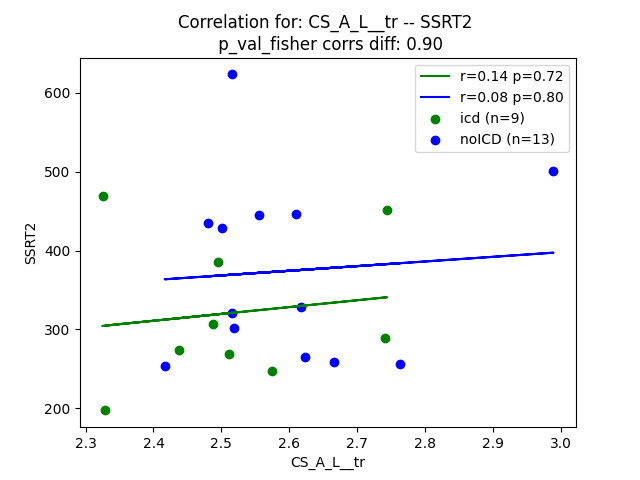 Correlation for: CS_A_L__tr -- SSRT2
p_val_fisher corrs diff: 0.90
r=0.14 p=0.72
r=0.08 p=0.80
icd (n=9)
noICD (n=13)
SSRT2
600
500
400
300
200
2.3 2.4 2.5 2.6 2.7 2.8 2.9 3.0
CS_A_L__tr